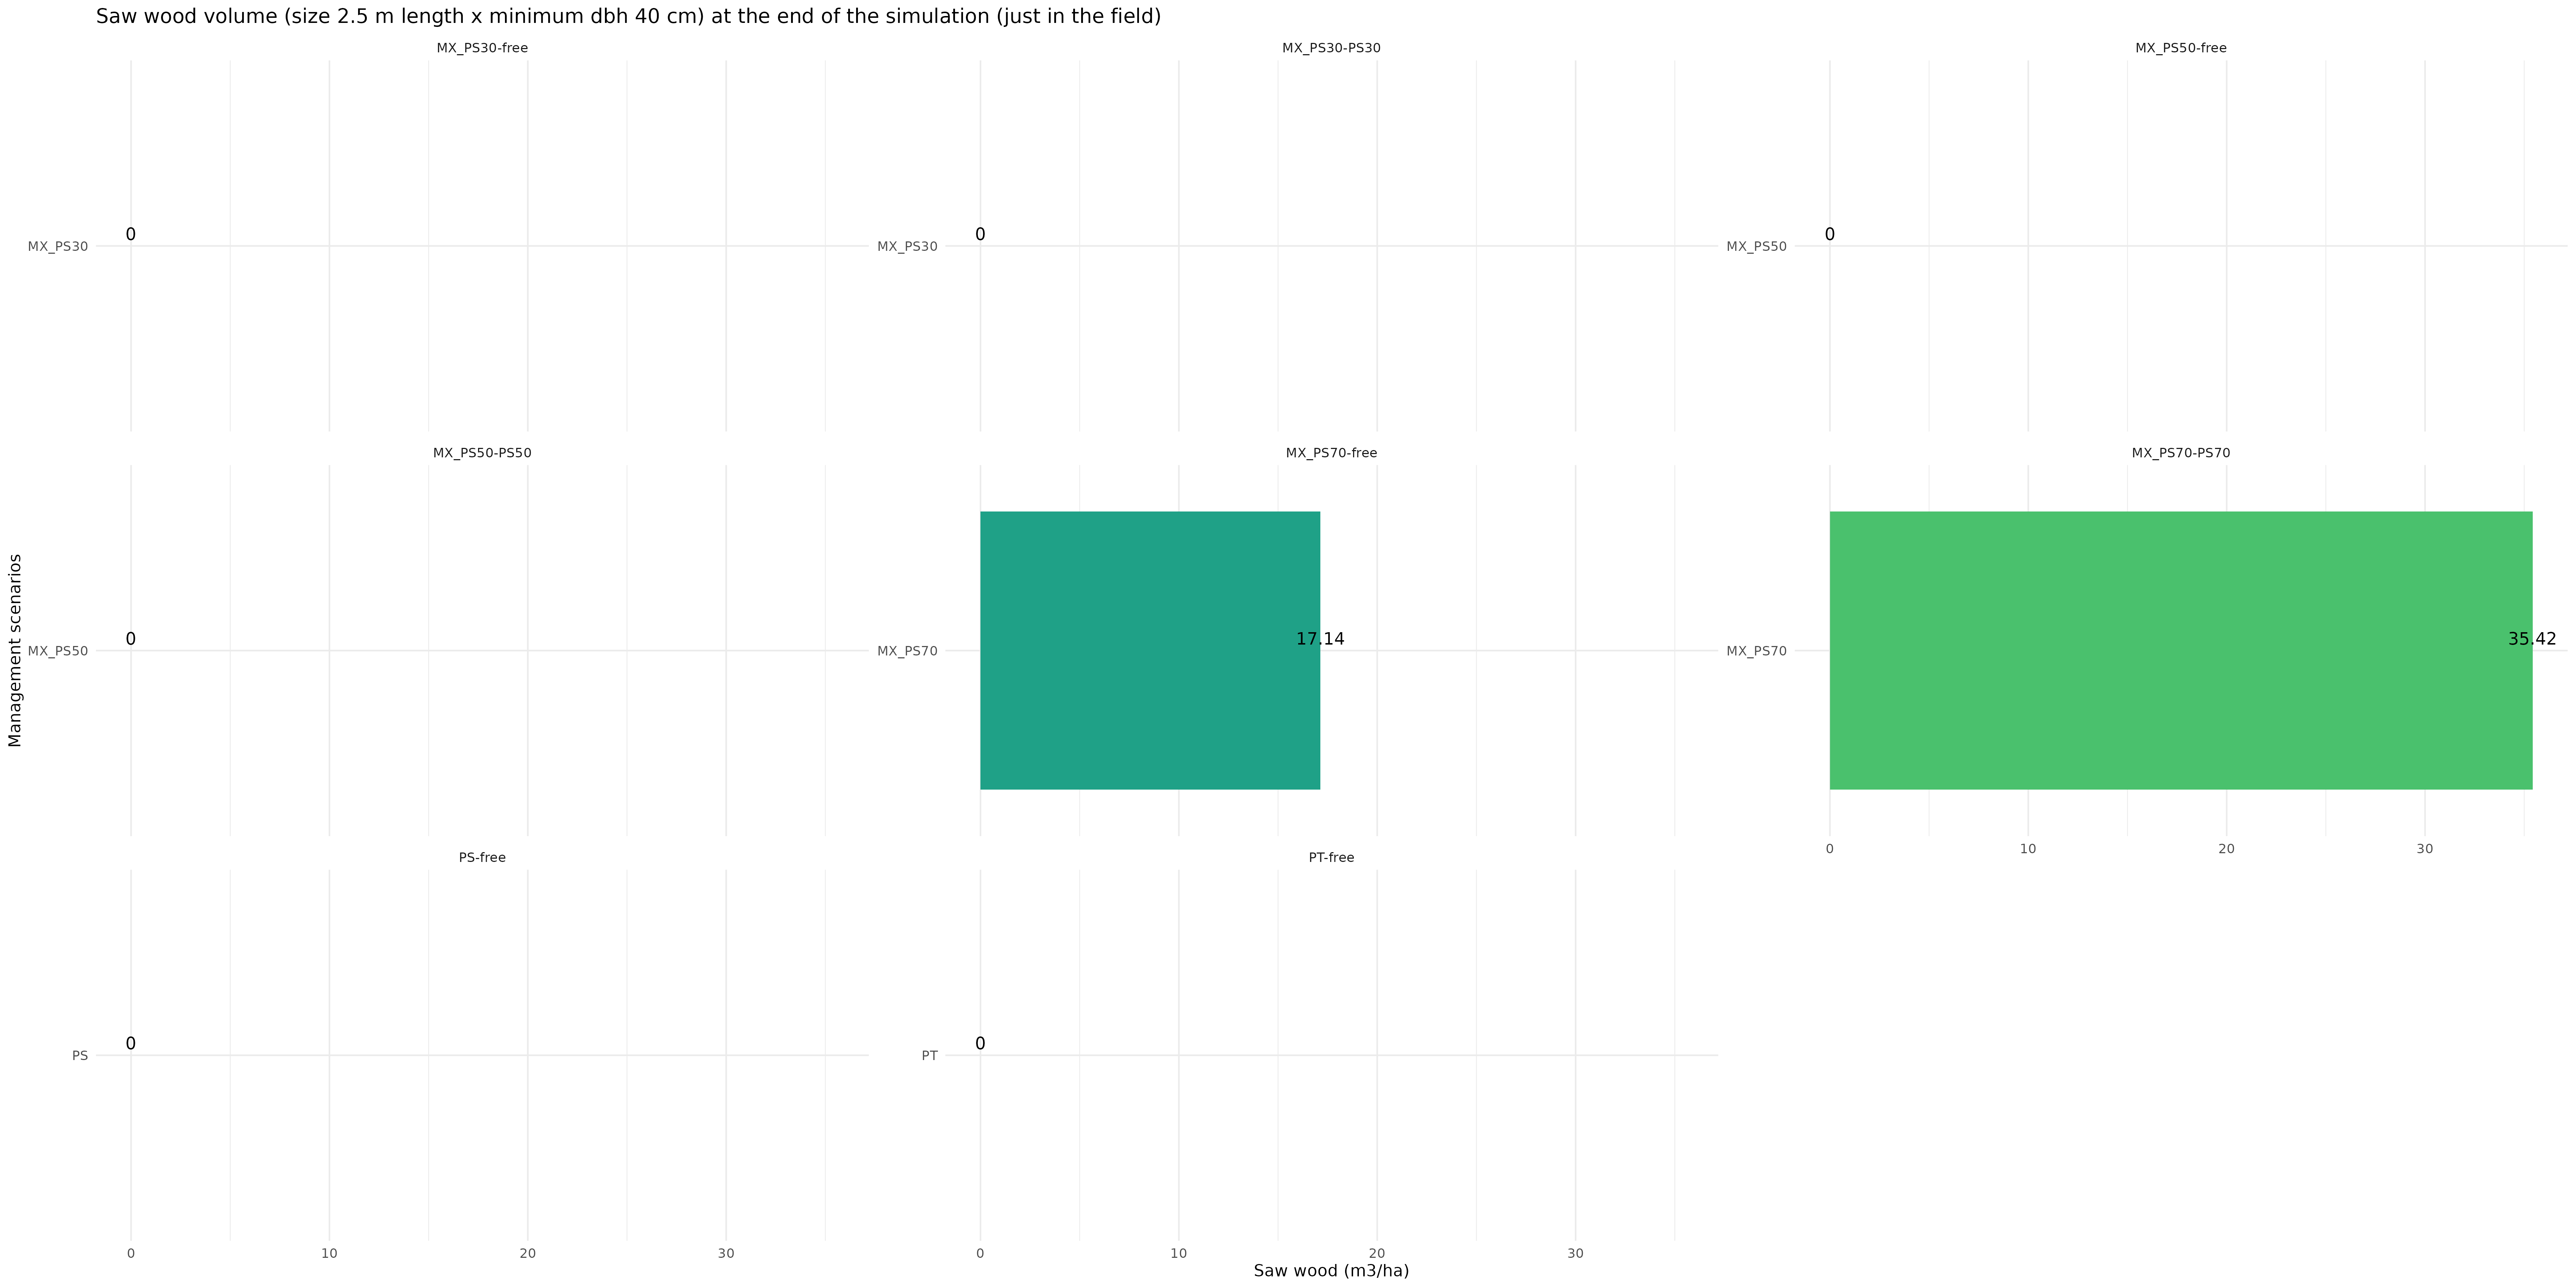 Saw wood volume (size 2.5 m length x minimum dbh 40 cm) at the end of the simulation (just in the field)
MX_PS30-free
MX_PS30-PS30
MX_PS50-free
MX_PS30
0
MX_PS30
0
MX_PS50
0
MX_PS50-PS50
MX_PS70-free
MX_PS70-PS70
Management scenarios
MX_PS50
0
MX_PS70
17.14
MX_PS70
35.42
0 10 20 30
PS-free
PT-free
PS
0
PT
0
0 10 20 30
0 10 20 30
Saw wood (m3/ha)